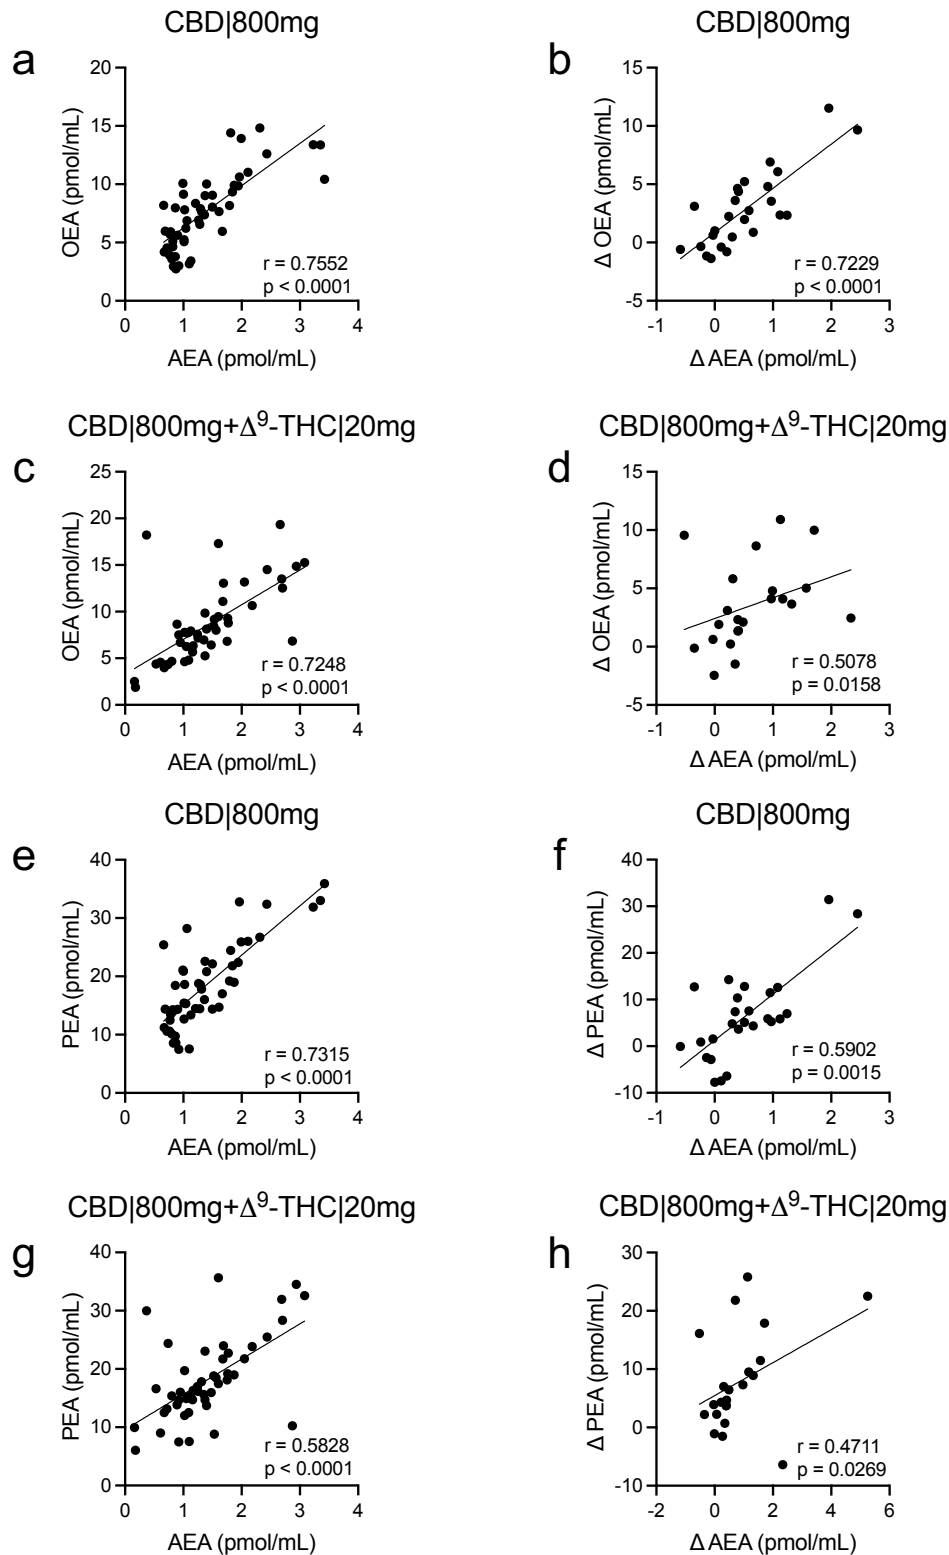 CBD|800mg
a
20
15
10
5
0
OEA (pmol/mL)
r = 0.7552
p < 0.0001
0 1 2 3 4
AEA (pmol/mL)
CBD|800mg
b
15
10
5
0
-5
Δ OEA (pmol/mL)
r = 0.7229
p < 0.0001
-1 0 1 2 3
Δ AEA (pmol/mL)
CBD|800mg+Δ⁹-THC|20mg
c
25
20
15
10
5
0
OEA (pmol/mL)
r = 0.7248
p < 0.0001
0 1 2 3 4
AEA (pmol/mL)
CBD|800mg+Δ⁹-THC|20mg
d
15
10
5
0
-5
Δ OEA (pmol/mL)
r = 0.5078
p = 0.0158
-1 0 1 2 3
Δ AEA (pmol/mL)
CBD|800mg
e
40
30
20
10
0
PEA (pmol/mL)
r = 0.7315
p < 0.0001
0 1 2 3 4
AEA (pmol/mL)
CBD|800mg
f
40
30
20
10
0
-10
Δ PEA (pmol/mL)
r = 0.5902
p = 0.0015
-1 0 1 2 3
Δ AEA (pmol/mL)
CBD|800mg+Δ⁹-THC|20mg
g
40
30
20
10
0
PEA (pmol/mL)
r = 0.5828
p < 0.0001
0 1 2 3 4
AEA (pmol/mL)
CBD|800mg+Δ⁹-THC|20mg
h
30
20
10
0
-10
Δ PEA (pmol/mL)
r = 0.4711
p = 0.0269
-2 0 2 4 6
Δ AEA (pmol/mL)